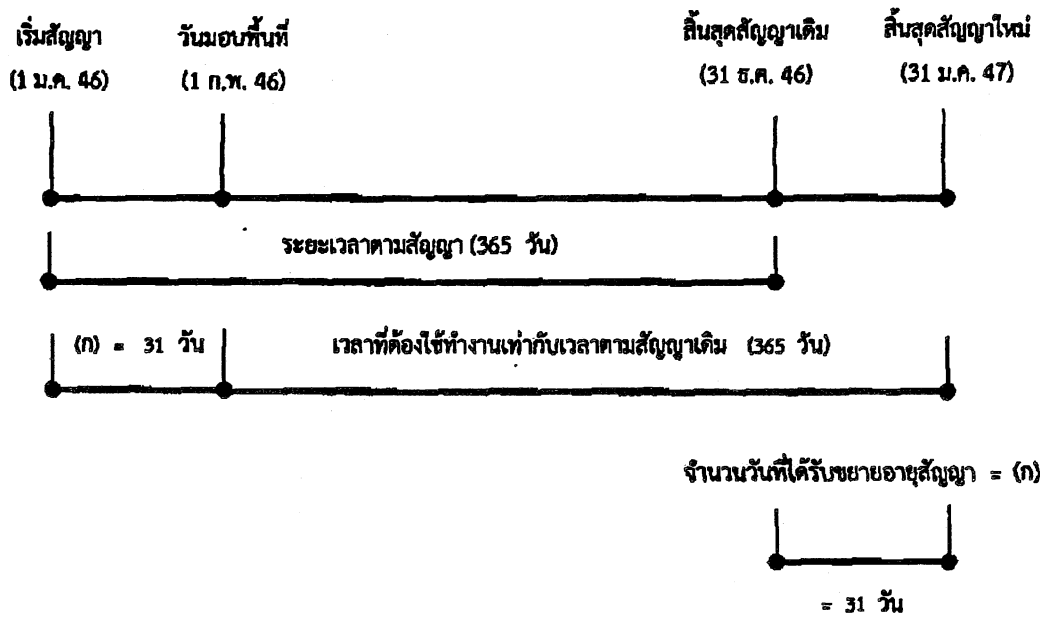 เริ่มสัญญา วันมอบพื้นที่ สิ้นสุดสัญญาเดิม สิ้นสุดสัญญาใหม่
(1 ม.ค. 46) (1 ก.พ. 46) (31 ธ.ค. 46) (31 ม.ค. 47)
ระยะเวลาตามสัญญา (365 วัน)
(ก) = 31 วัน เวลาที่ต้องใช้ทำงานเท่ากับเวลาตามสัญญาเดิม (365 วัน)
จำนวนวันที่ได้รับขยายอายุสัญญา = (ก)
= 31 วัน